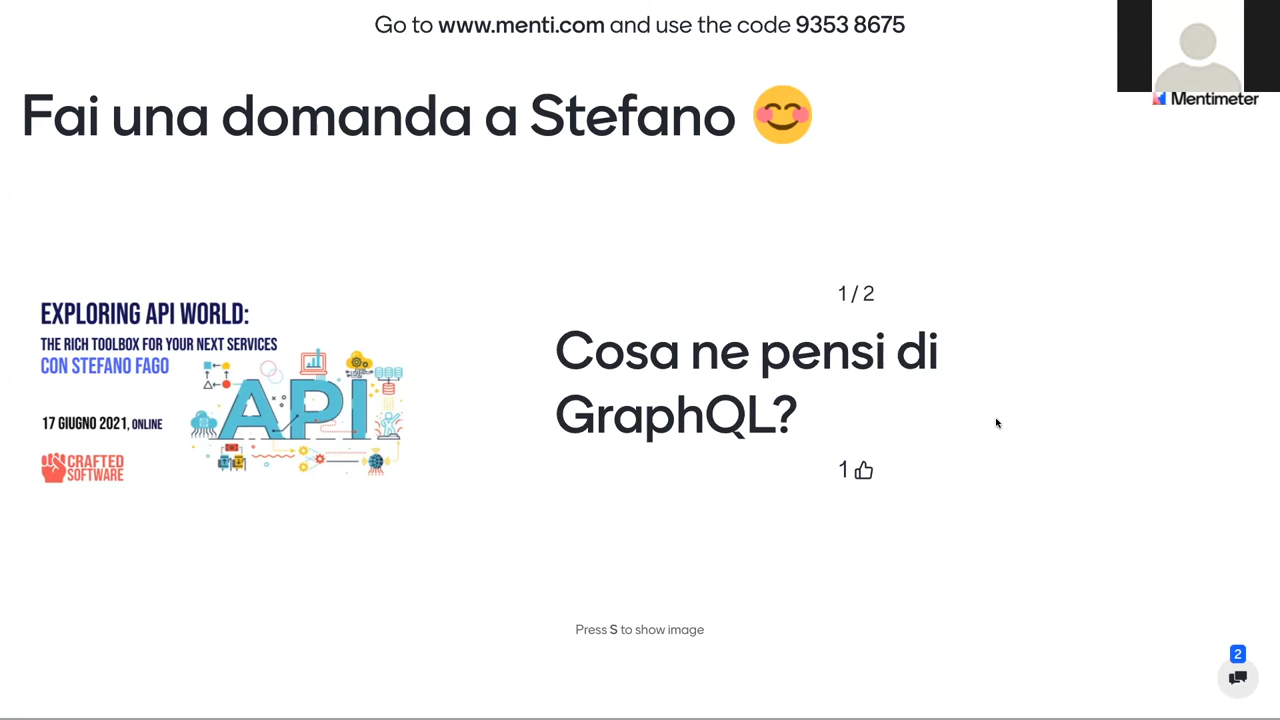 Go to www.menti.com and use the code 9353 8675
Mentimeter
Fai una domanda a Stefano 😊
EXPLORING API WORLD:
THE RICH TOOLBOX FOR YOUR NEXT SERVICES
CON STEFANO FAGO
API
17 GIUGNO 2021, ONLINE
CRAFTED
SOFTWARE
1 / 2
Cosa ne pensi di
GraphQL?
1
Press S to show image
2